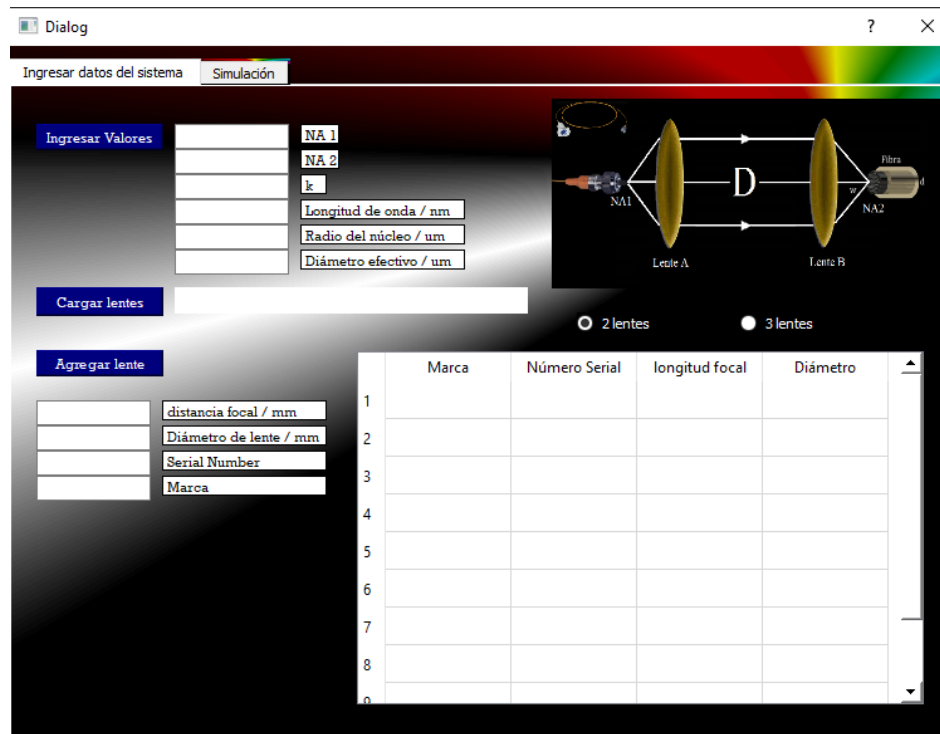 Dialog
?
Ingresar datos del sistema
Simulación
Ingresar Valores
NA 1
NA 2
k
Longitud de onda / nm
Radio del núcleo / um
Diámetro efectivo / um
NA1
D
w
Fibra
d
NA2
Lente A
Lente B
Cargar lentes
2 lentes
3 lentes
Agregar lente
distancia focal / mm
Diámetro de lente / mm
Serial Number
Marca
Marca Número Serial longitud focal Diámetro
1
2
3
4
5
6
7
8
9